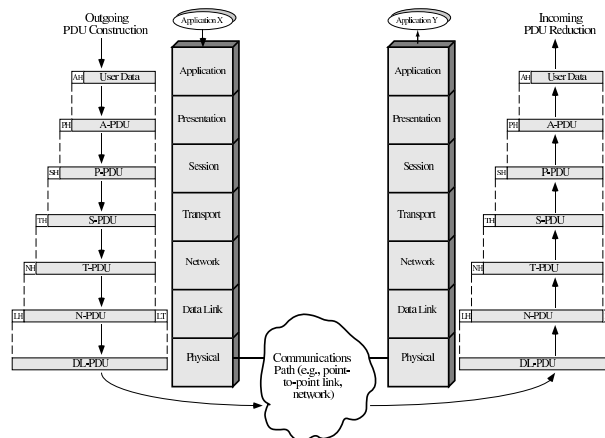 Outgoing
PDU Construction
Application X
Application Y
Incoming
PDU Reduction
AH
User Data
Application
Application
AH
User Data
PH
A-PDU
Presentation
Presentation
PH
A-PDU
SH
P-PDU
Session
Session
SH
P-PDU
TH
S-PDU
Transport
Transport
TH
S-PDU
NH
T-PDU
Network
Network
NH
T-PDU
LH
N-PDU
LT
Data Link
Data Link
LH
N-PDU
DL-PDU
Physical
Communications
Path (e.g., point-
to-point link,
network)
Physical
DL-PDU